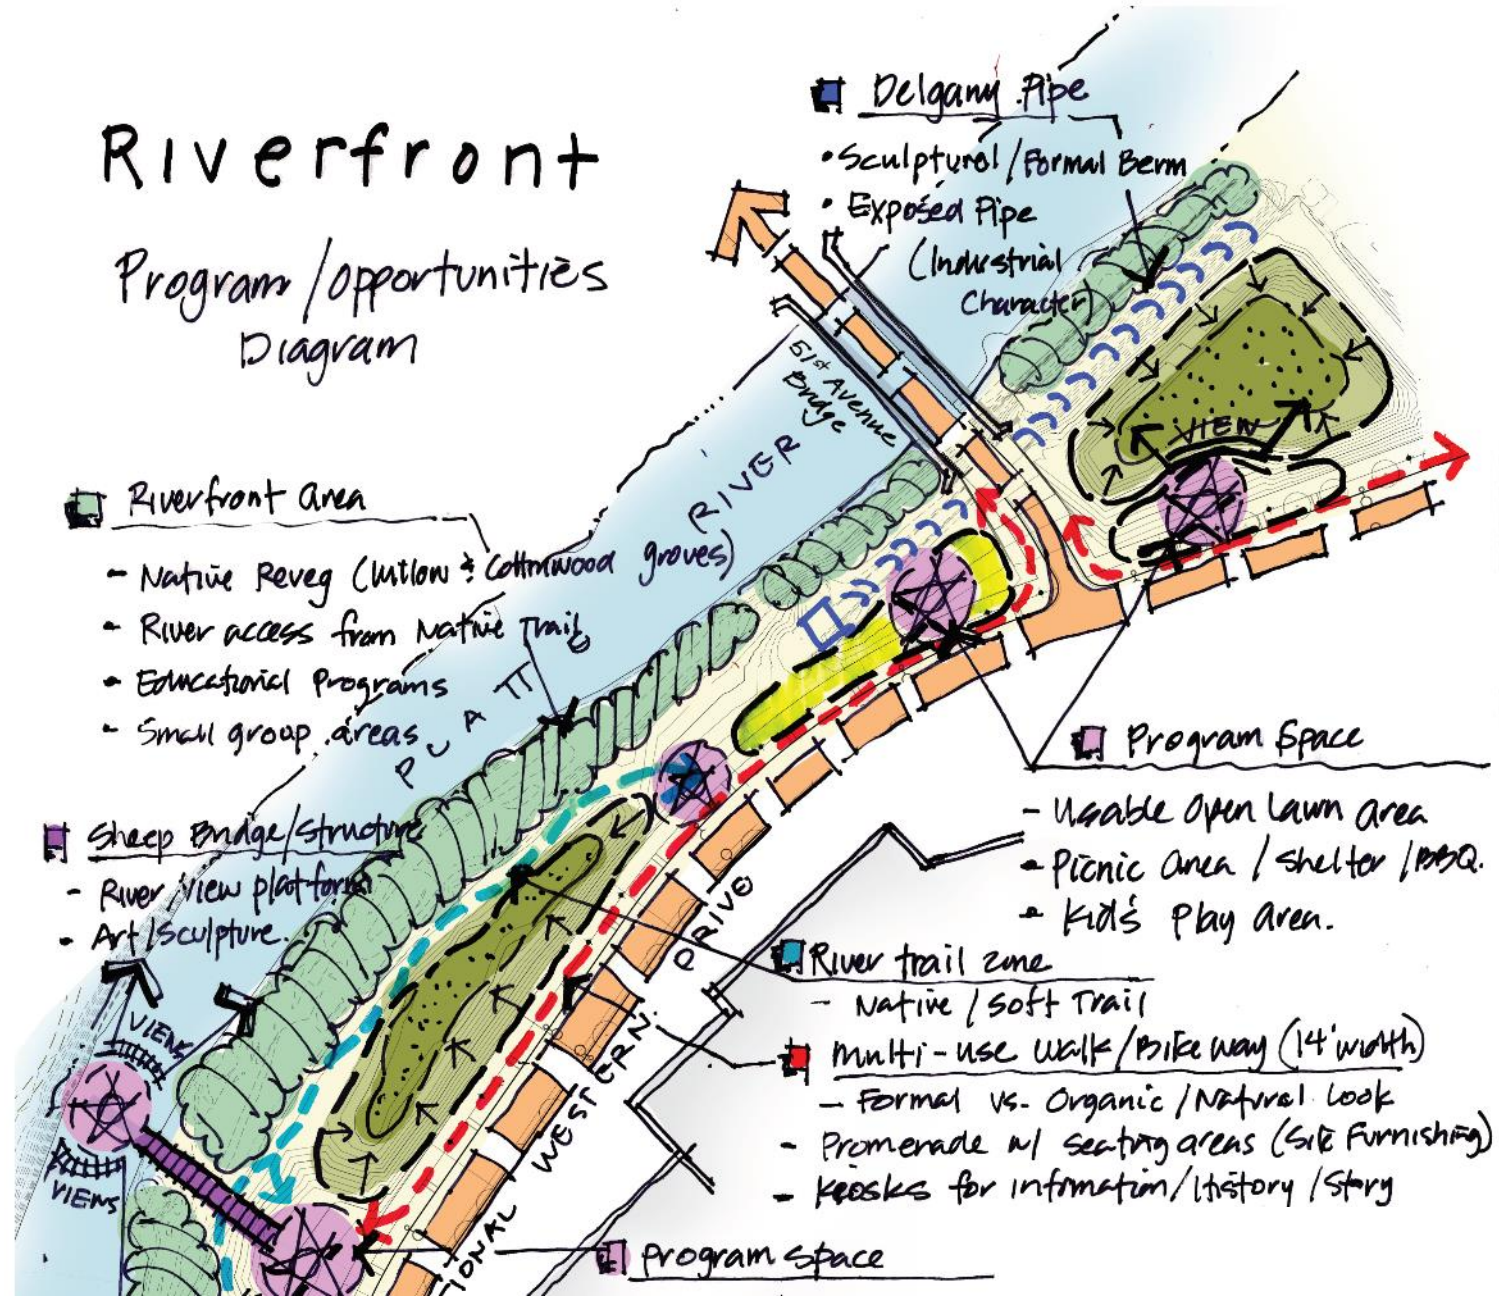 Riverfront
Program/opportunities
Diagram
Delgany Pipe
• Sculptural/Formal Berm
• Exposed Pipe
(Industrial
Character)
51st Avenue
Bridge
VIEW
PLATTE RIVER
Riverfront area
- Native Reveg (Willow & Cottonwood groves)
- River access from Native Trail
- Educational Programs
- Small group areas
Sheep Bridge/Structure
- River view platform
- Art/Sculpture.
VIEWS
VIEWS
Program Space
- Usable open lawn area
- Picnic area / shelter / BBQ.
- Kid's Play area.
River trail zone
- Native / Soft Trail
Multi-use walk/Bikeway (14' width)
- Formal vs. Organic/Natural look
- Promenade w/ seating areas (Site Furnishing)
- Kiosks for information/History/Story
Program Space
IONAL WESTERN DRIVE